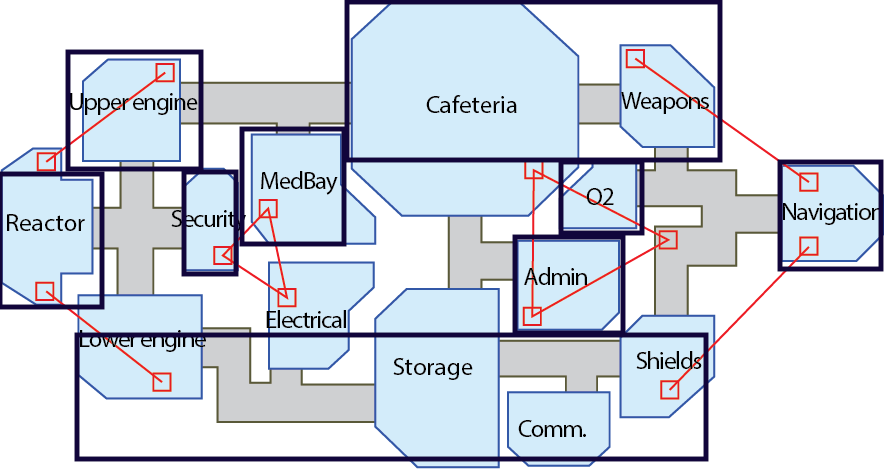 Upper engine
Cafeteria
Weapons
MedBay
O2
Reactor
Security
Navigation
Admin
Electrical
Lower engine
Storage
Shields
Comm.